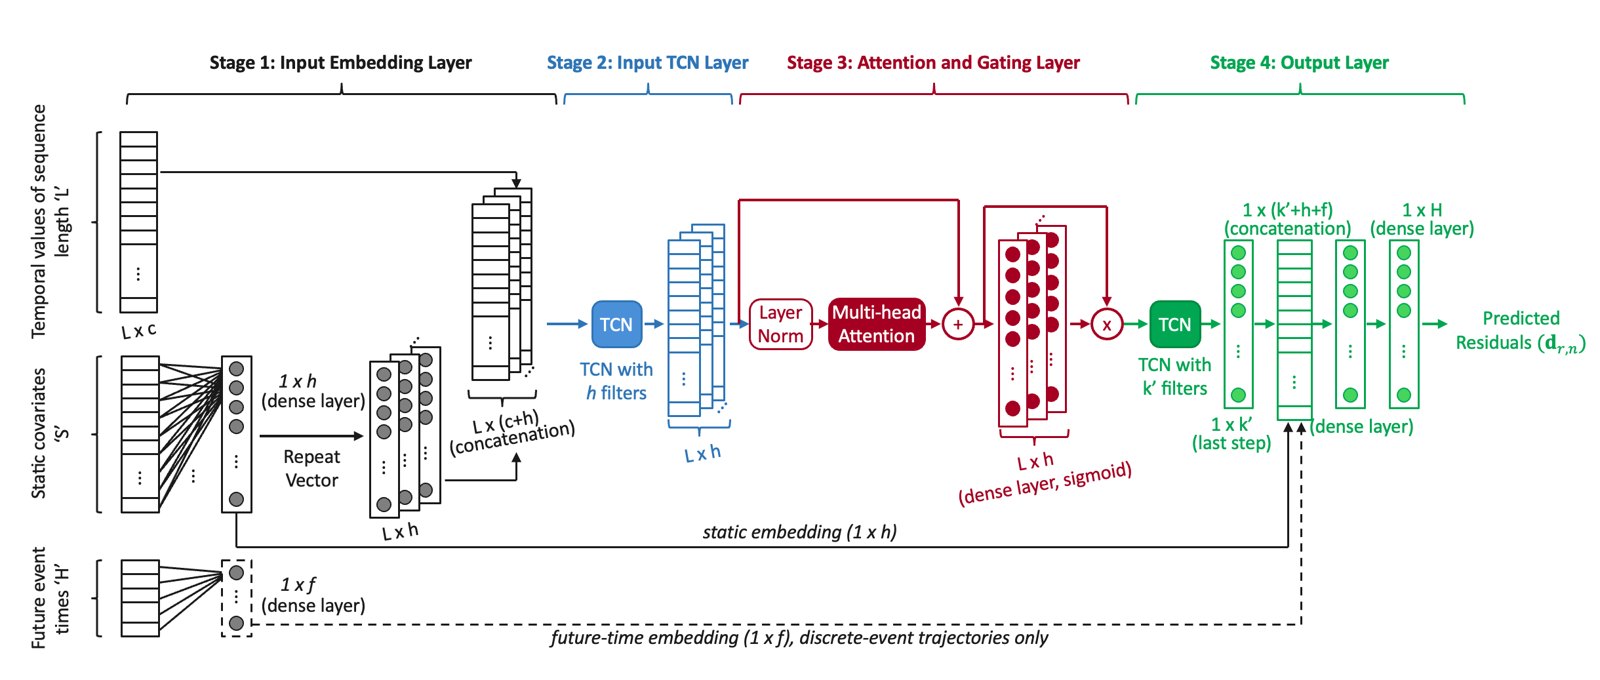 Stage 1: Input Embedding Layer
Stage 2: Input TCN Layer
Stage 3: Attention and Gating Layer
Stage 4: Output Layer
Temporal values of sequence
length ‘L’
L x c
Static covariates
‘S’
1 x h
(dense layer)
Repeat
Vector
L x h
L x (c+h)
(concatenation)
Future event
times ‘H’
1 x f
(dense layer)
TCN
TCN with
h filters
L x h
Layer
Norm
Multi-head
Attention
+
L x h
(dense layer, sigmoid)
x
TCN
TCN with
k’ filters
1 x k’
(last step)
1 x (k’+h+f)
(concatenation)
(dense layer)
1 x H
(dense layer)
Predicted
Residuals (d_{r,n})
static embedding (1 x h)
future-time embedding (1 x f), discrete-event trajectories only